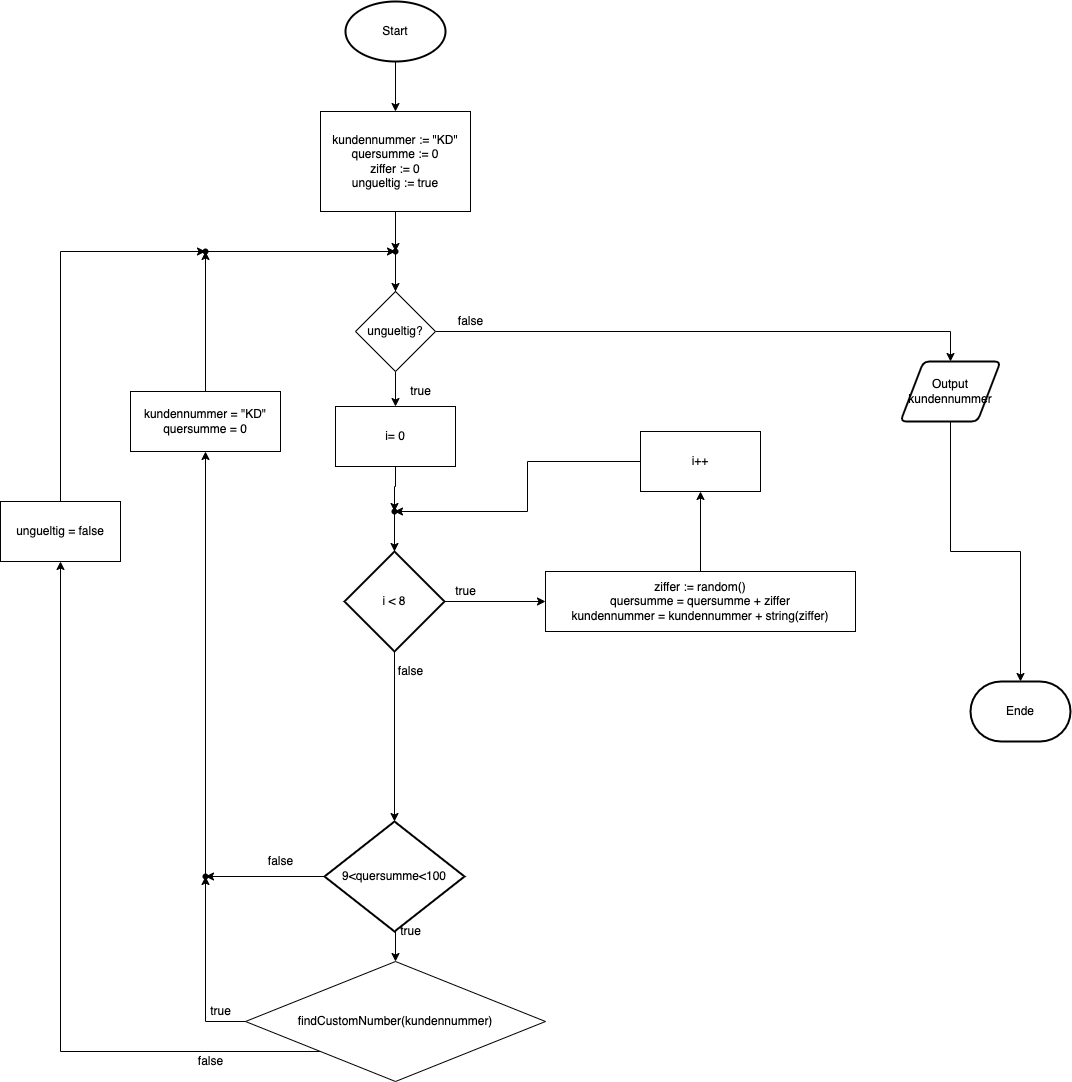 Start
kundennummer := "KD"
quersumme := 0
ziffer := 0
ungueltig := true
ungueltig?
false
true
Output
kundennummer
kundennummer = "KD"
quersumme = 0
i= 0
i++
ungueltig = false
i < 8
true
ziffer := random()
quersumme = quersumme + ziffer
kundennummer = kundennummer + string(ziffer)
false
Ende
false
9<quersumme<100
true
true
findCustomNumber(kundennummer)
false